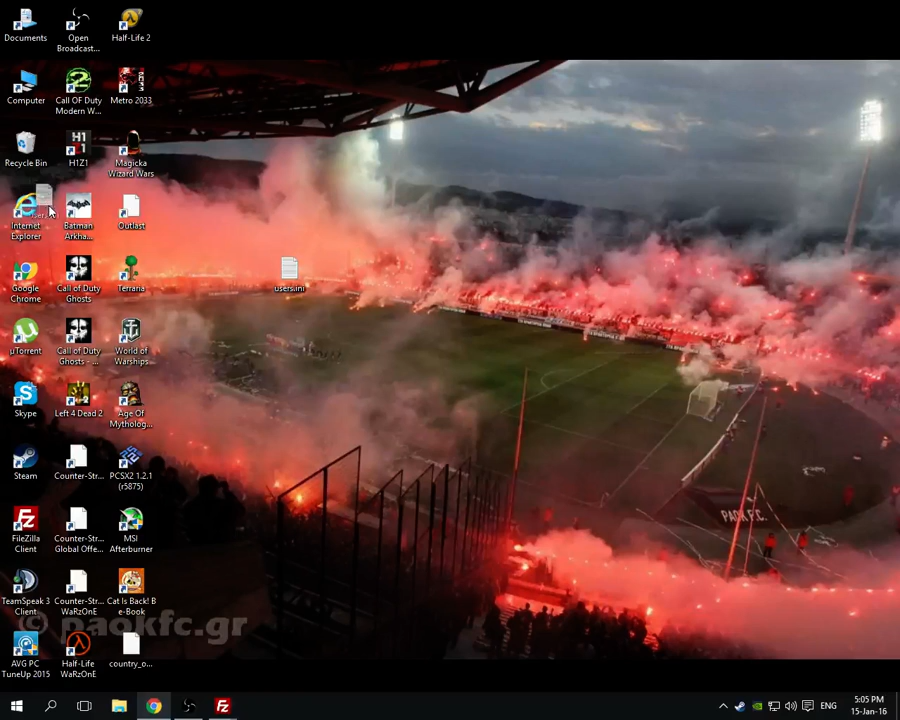 Documents
Open
Broadcast...
Half-Life 2
Computer
Call OF Duty
Modern W...
Metro 2033
Recycle Bin
H1Z1
Magicka
Wizard Wars
Internet
Explorer
Batman
Arkha...
Outlast
Google
Chrome
Call of Duty
Ghosts
Terraria
users.ini
µTorrent
Call of Duty
Ghosts - ...
World of
Warships
Skype
Left 4 Dead 2
Age Of
Mytholog...
Steam
Counter-Str...
PCSX2 1.2.1
(r5875)
FileZilla
Client
Counter-Str...
Global Offe...
MSI
Afterburner
TeamSpeak 3
Client
Counter-Str...
WaRzOnE
Cat Is Back! B
e-Book
AVG PC
TuneUp 2015
Half-Life
WaRzOnE
country_o...
PAOK F.C.
© paokfc.gr
ENG
5:05 PM
15-Jan-16